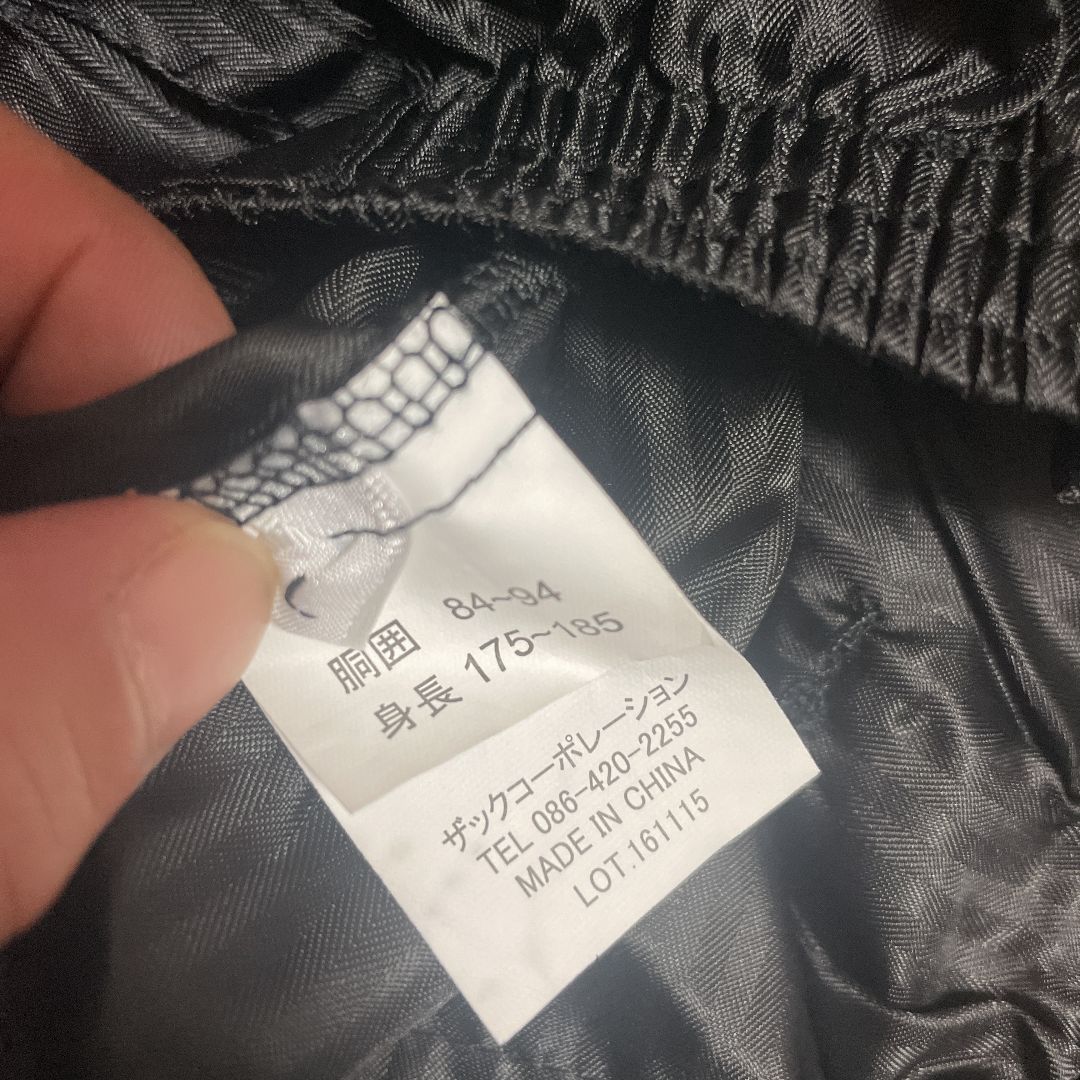 胴囲 84~94
身長 175~185
ザックコーポレーション
TEL 086-420-2255
MADE IN CHINA
LOT.161115